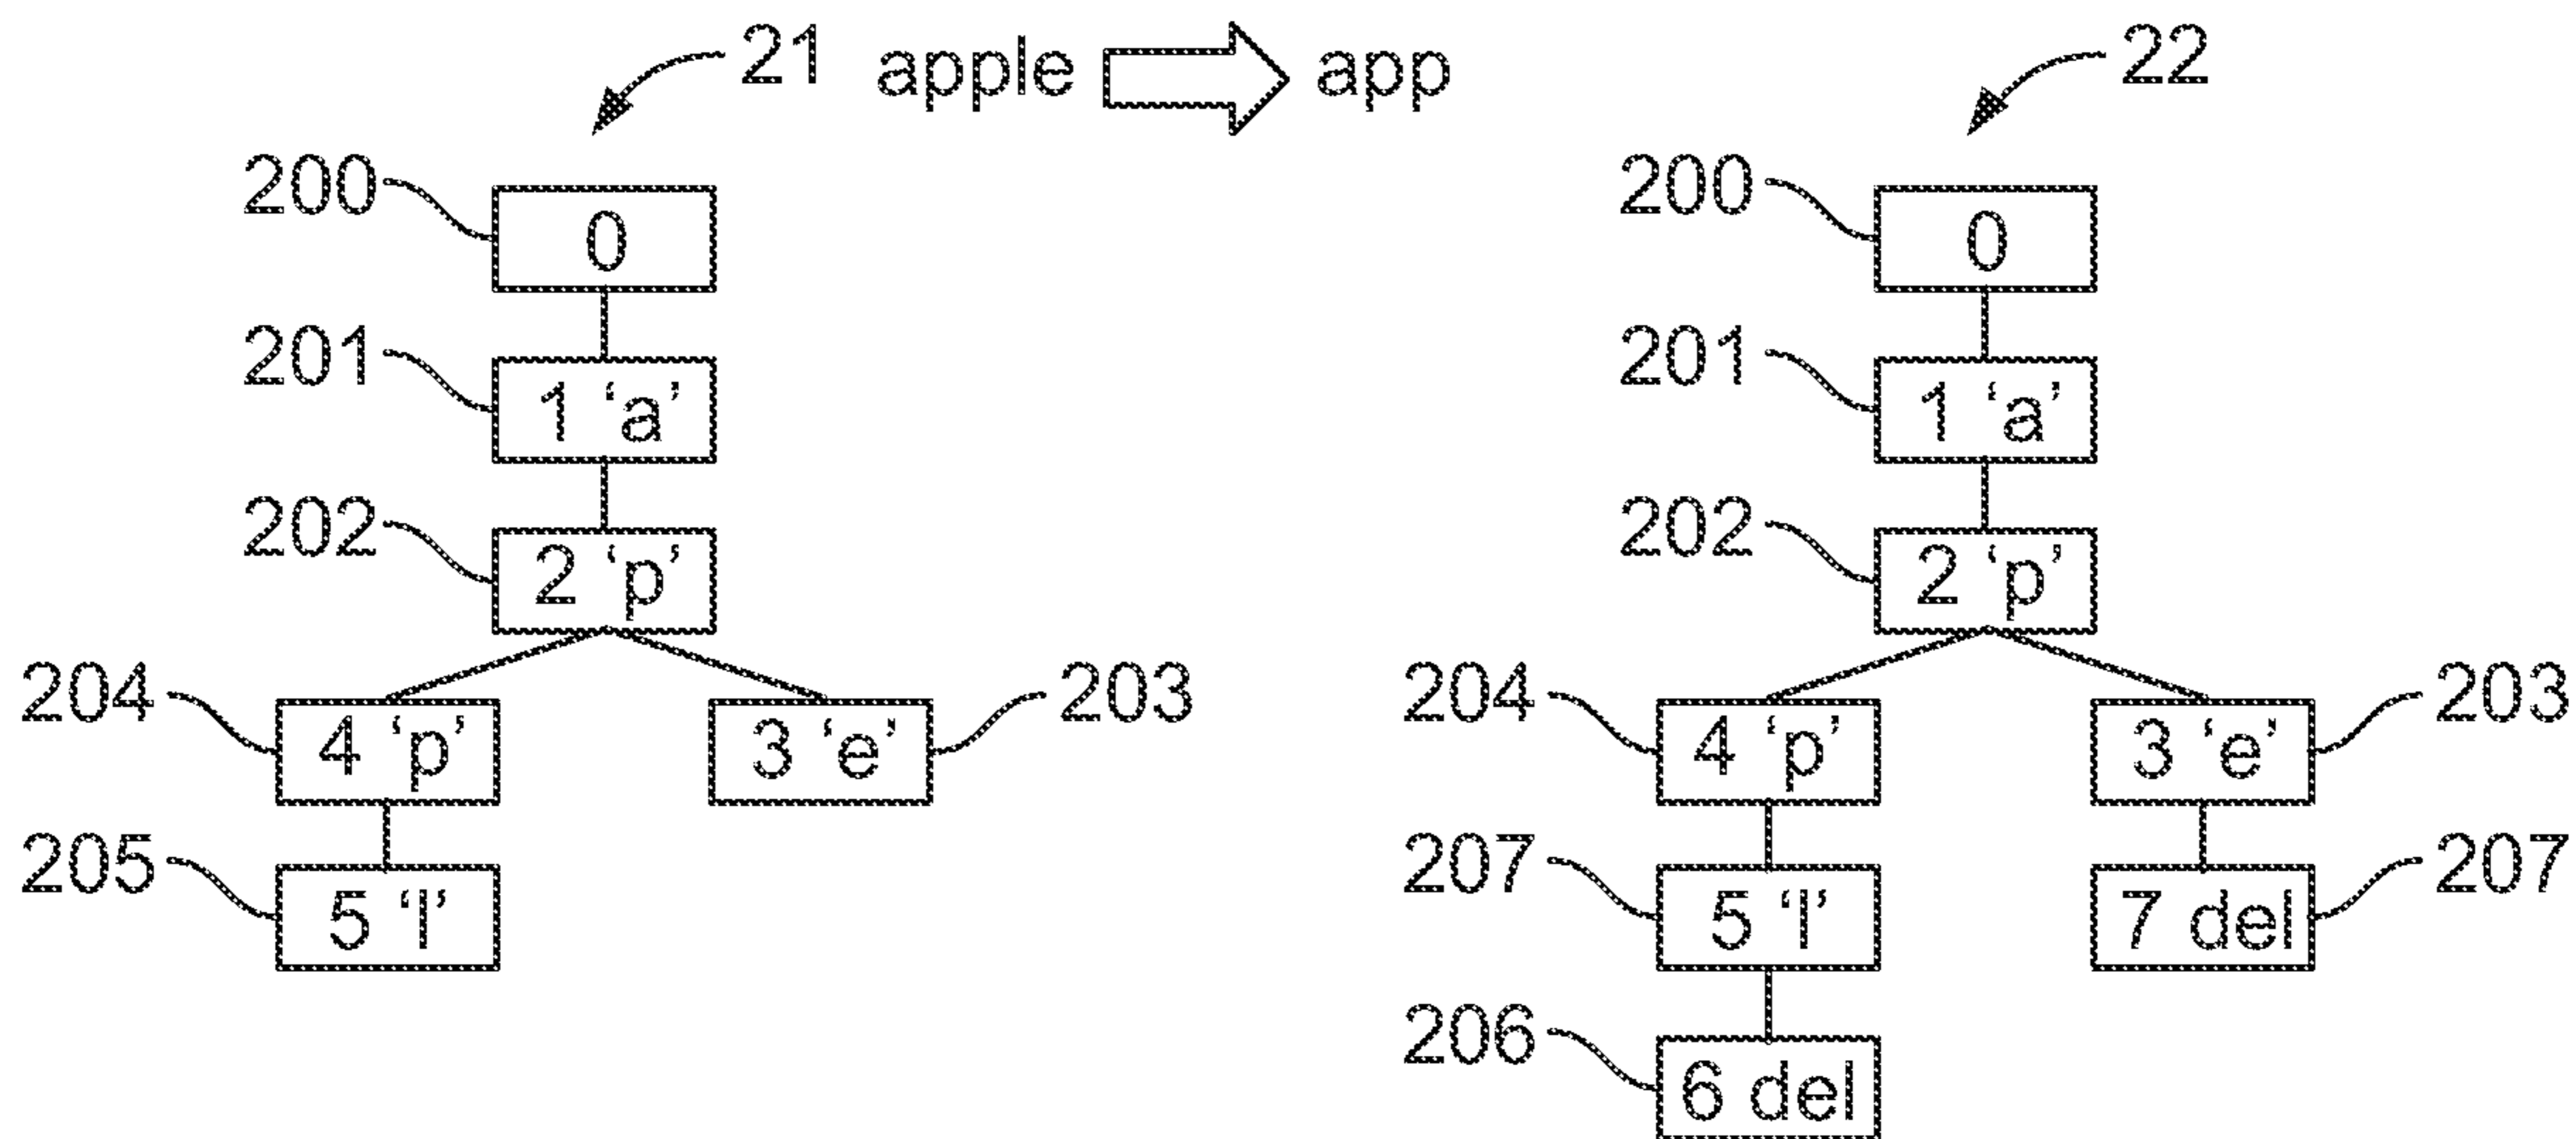 21 apple app 22
200 0 200 0
201 1 ‘a’ 201 1 ‘a’
202 2 ‘p’ 202 2 ‘p’
204 4 ‘p’ 3 ‘e’ 203 204 4 ‘p’ 3 ‘e’ 203
205 5 ‘l’ 207 5 ‘l’ 7 del 207
206 6 del